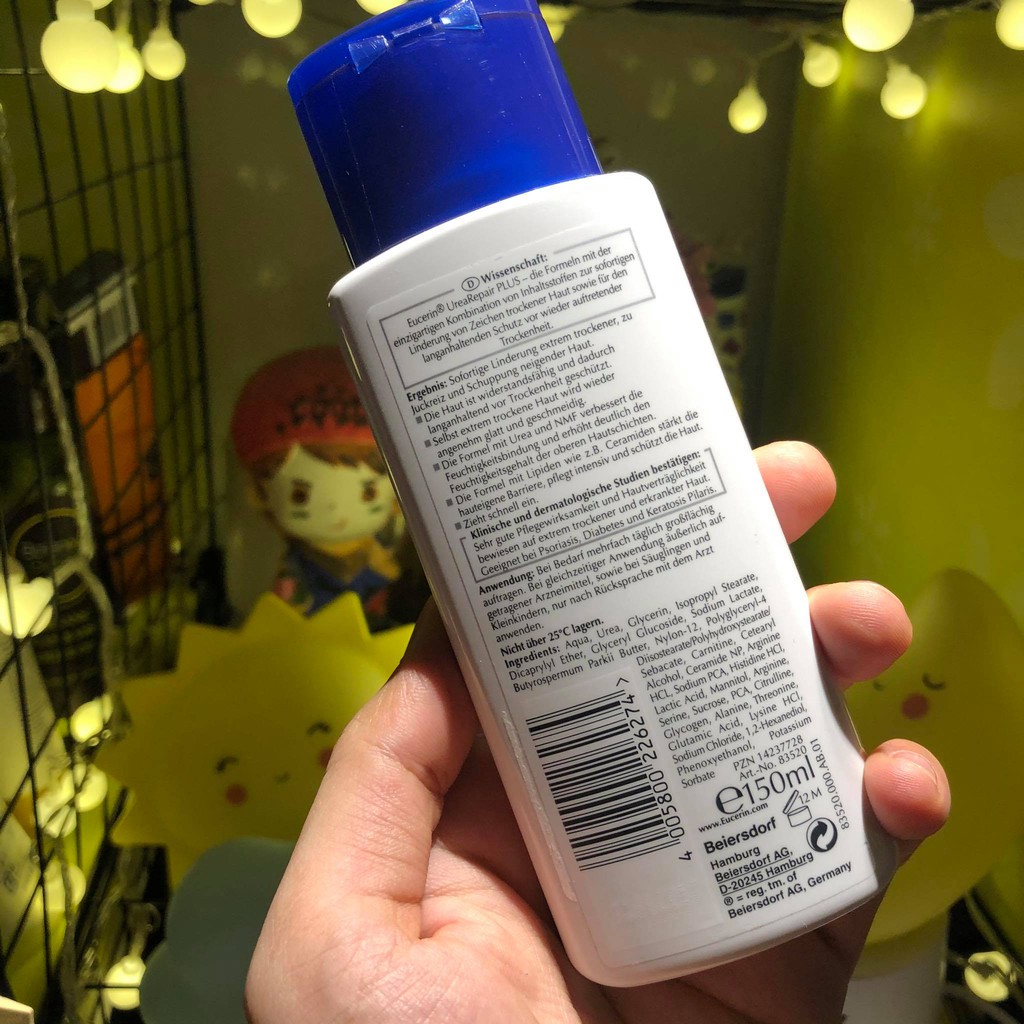 D Wissenschaft:
Eucerin® UreaRepair PLUS – die Formeln mit der
einzigartigen Kombination von Inhaltsstoffen zur sofortigen
Linderung von Zeichen trockener Haut sowie für den
langanhaltenden Schutz vor wieder auftretender
Trockenheit.
Ergebnis: Sofortige Linderung extrem trockener, zu
Juckreiz und Schuppung neigender Haut.
■ Die Haut ist widerstandsfähig und dadurch
langanhaltend vor Trockenheit geschützt.
■ Selbst extrem trockene Haut wird wieder
angenehm glatt und geschmeidig.
■ Die Formel mit Urea und NMF verbessert die
Feuchtigkeitsbindung und erhöht deutlich den
Feuchtigkeitsgehalt der oberen Hautschichten.
■ Die Formel mit Lipiden wie z.B. Ceramiden stärkt die
hauteigene Barriere, pflegt intensiv und schützt die Haut.
■ Zieht schnell ein.
Klinische und dermatologische Studien bestätigen:
Sehr gute Pflegewirksamkeit und Hautverträglichkeit
bewiesen auf extrem trockener und erkrankter Haut.
Geeignet bei Psoriasis, Diabetes und Keratosis Pilaris.
Anwendung: Bei Bedarf mehrfach täglich großflächig
auftragen. Bei gleichzeitiger Anwendung äußerlich auf-
getragener Arzneimittel, sowie bei Säuglingen und
Kleinkindern, nur nach Rücksprache mit dem Arzt
anwenden.
Nicht über 25°C lagern.
Ingredients: Aqua, Urea, Glycerin, Isopropyl Stearate,
Dicaprylyl Ether, Glyceryl Glucoside, Sodium Lactate,
Butyrospermum Parkii Butter, Nylon-12, Polyglyceryl-4
Diisostearate/Polyhydroxystearate/
Sebacate, Carnitine, Cetearyl
Alcohol, Ceramide NP, Arginine
HCl, Sodium PCA, Histidine HCl,
Lactic Acid, Mannitol, Arginine,
Serine, Sucrose, PCA, Citrulline,
Glycogen, Alanine, Threonine,
Glutamic Acid, Lysine HCl,
Sodium Chloride, 1,2-Hexanediol,
Phenoxyethanol, Potassium
Sorbate
PZN 14237728
Art.-No. 83520
e150ml
www.Eucerin.com
12 M
83520.000.AB.01
4 005800 226274 >
Beiersdorf
Hamburg
Beiersdorf AG,
D-20245 Hamburg
® = reg. tm. of
Beiersdorf AG, Germany